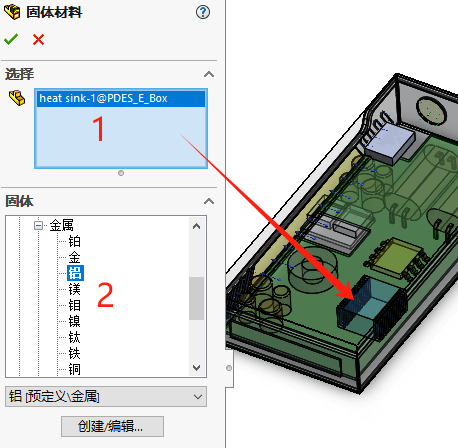 固体材料
选择
heat sink-1@PDES_E_Box
1
固体
金属
铂
金
铝
镁
钼
镍
钛
铁
铜
2
铝 [预定义\金属]
创建/编辑...